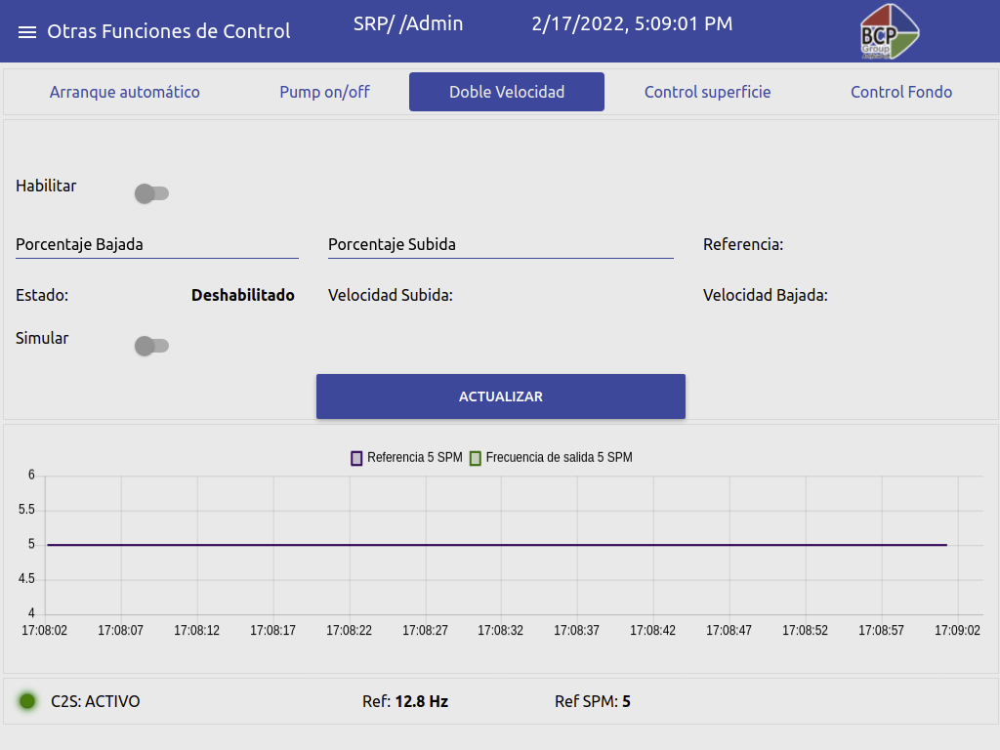 Otras Funciones de Control SRP/ /Admin 2/17/2022, 5:09:01 PM
BCP
Group
Arranque automático Pump on/off Doble Velocidad Control superficie Control Fondo
Habilitar
Porcentaje Bajada Porcentaje Subida Referencia:
Estado: Deshabilitado Velocidad Subida: Velocidad Bajada:
Simular
ACTUALIZAR
Referencia 5 SPM Frecuencia de salida 5 SPM
6
5.5
5
4.5
4
17:08:02 17:08:07 17:08:12 17:08:17 17:08:22 17:08:27 17:08:32 17:08:37 17:08:42 17:08:47 17:08:52 17:08:57 17:09:02
C2S: ACTIVO Ref: 12.8 Hz Ref SPM: 5